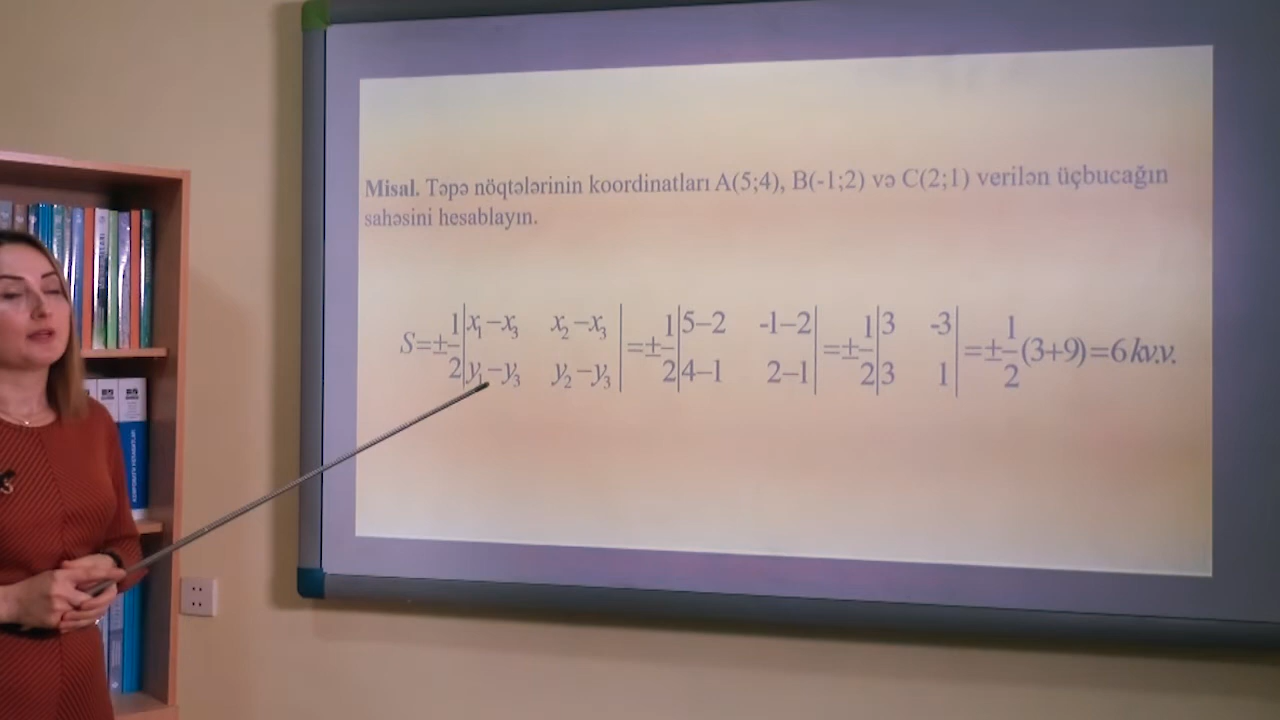 Misal. Təpə nöqtələrinin koordinatları A(5;4), B(-1;2) və C(2;1) verilən üçbucağın
sahəsini hesablayın.
S=±1/2|x₁−x₃ x₂−x₃; y₁−y₃ y₂−y₃|=±1/2|5−2 -1−2; 4−1 2−1|=±1/2|3 -3; 3 1|=±1/2(3+9)=6 kv.v.